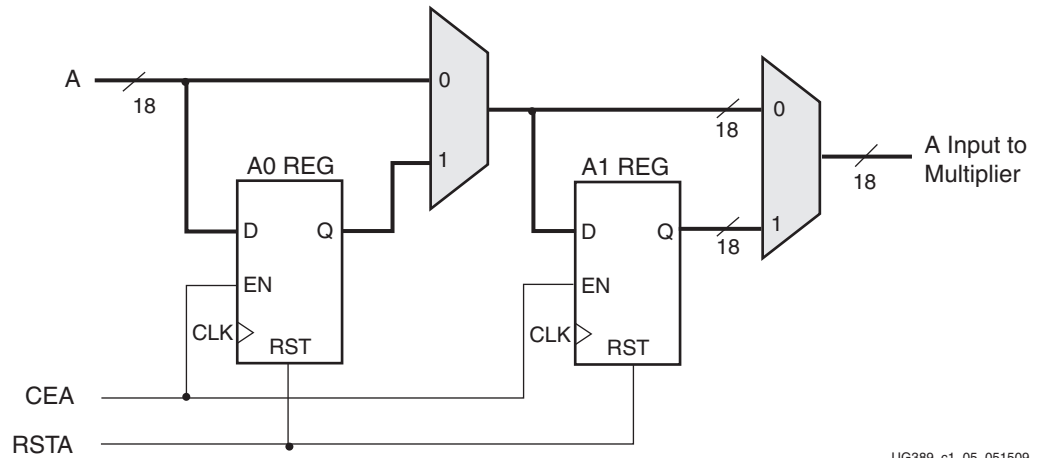 A
18
0
1
A0 REG
D
Q
EN
CLK
RST
18
0
A1 REG
D
Q
EN
CLK
RST
18
1
18
A Input to
Multiplier
CEA
RSTA
UG389_c1_05_051509